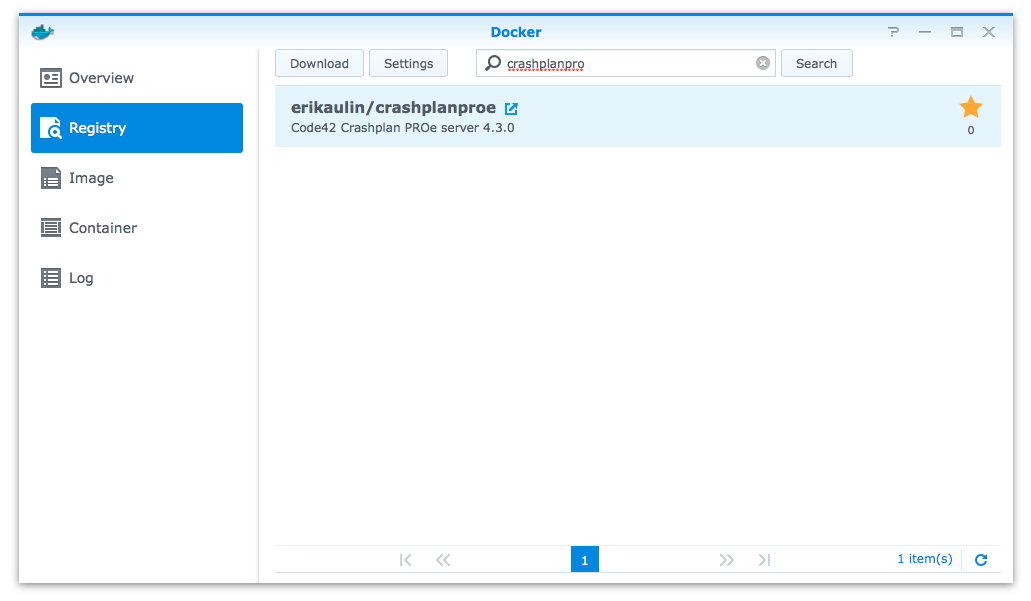 Docker
?
Overview
Registry
Image
Container
Log
Download
Settings
crashplanpro
Search
erikaulin/crashplanproe
Code42 Crashplan PROe server 4.3.0
0
1
1 item(s)